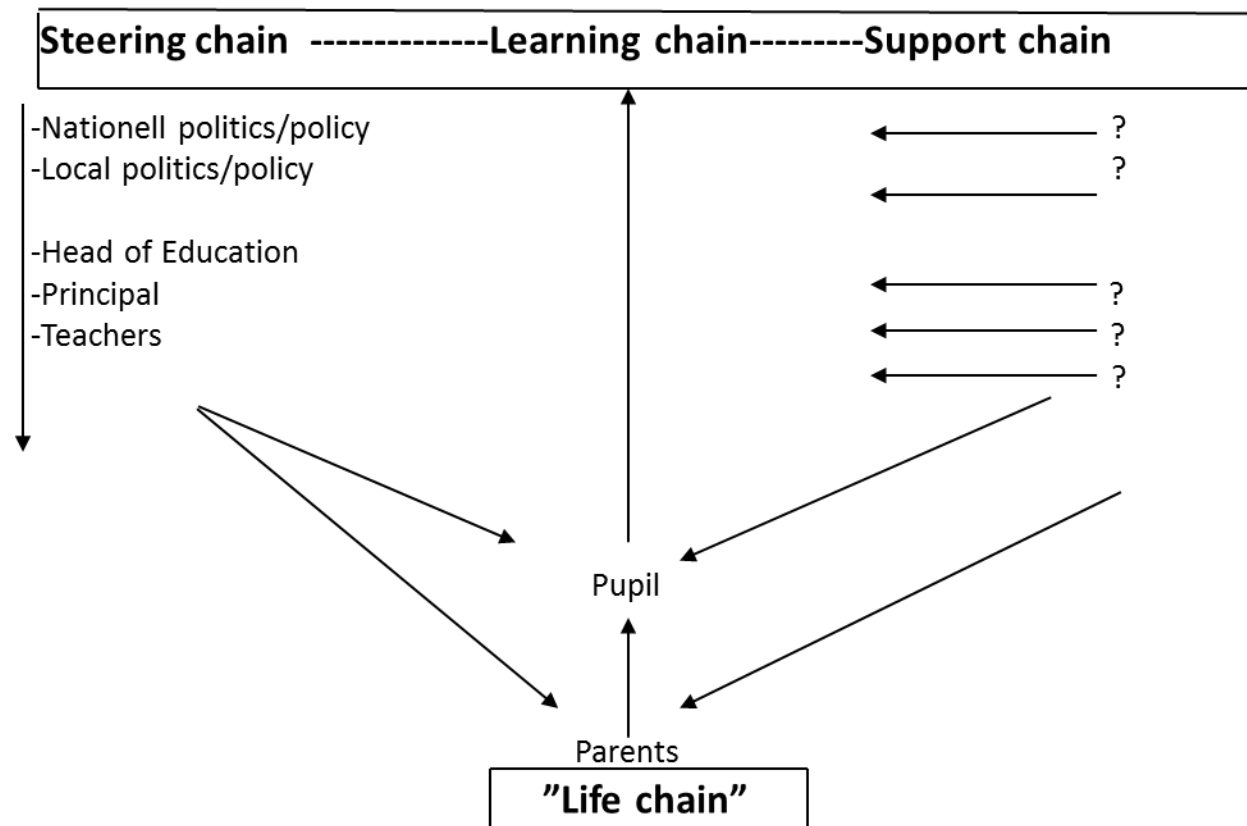 Steering chain -------------Learning chain---------Support chain
-Nationell politics/policy
?
-Local politics/policy
?
-Head of Education
-Principal
?
-Teachers
?
?
Pupil
Parents
”Life chain”